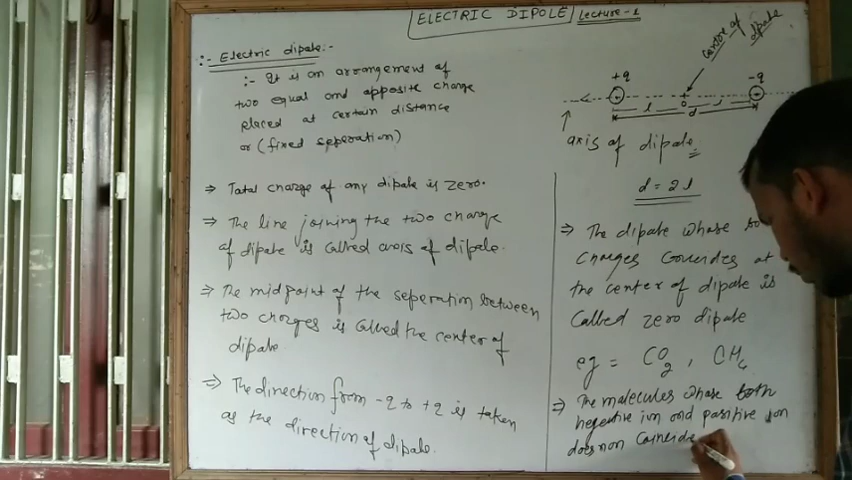 ELECTRIC DIPOLE Lecture-1
:- Electric dipole:-
:- It is an arrangement of
two equal and opposite charge
placed at certain distance
or (fixed seperation)
⇒ Total charge of any dipole is zero.
⇒ The line joining the two charge
of dipole is called axis of dipole.
⇒ The midpoint of the seperation between
two charges is called the center of
dipole
⇒ The direction from -q to +q is taken
as the direction of dipole.
center of
dipole
+q -q
o
l l
d
axis of dipole
d = 2l
⇒ The dipole whose
charges coincides at
the center of dipole is
called zero dipole
eg = CO2, CH4
⇒ The molecules whose both
negative ion and positive ion
does non coincide